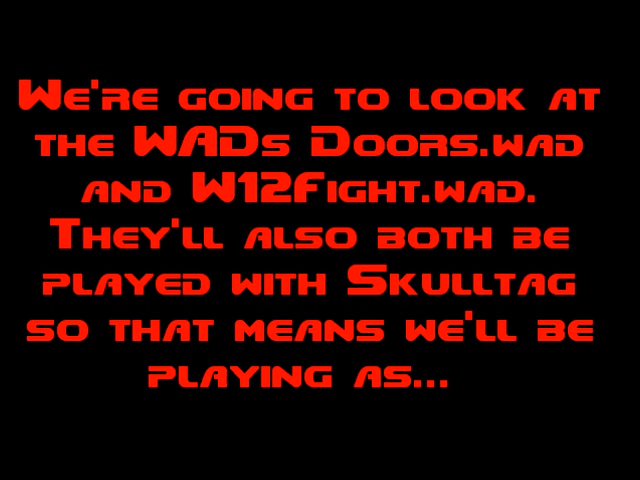 We're going to look at
the WADs Doors.wad
and W12Fight.wad.
They'll also both be
played with Skulltag
so that means we'll be
playing as...